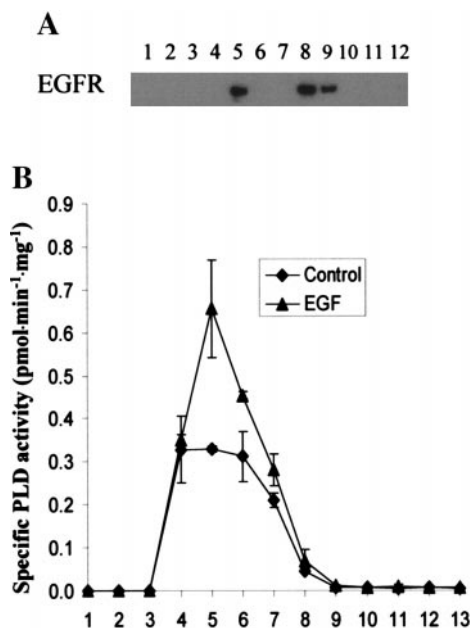 A
1 2 3 4 5 6 7 8 9 10 11 12
EGFR
B
Specific PLD activity (pmol·min⁻¹·mg⁻¹)
0.9
0.8
0.7
0.6
0.5
0.4
0.3
0.2
0.1
0.0
Control
EGF
1 2 3 4 5 6 7 8 9 10 11 12 13